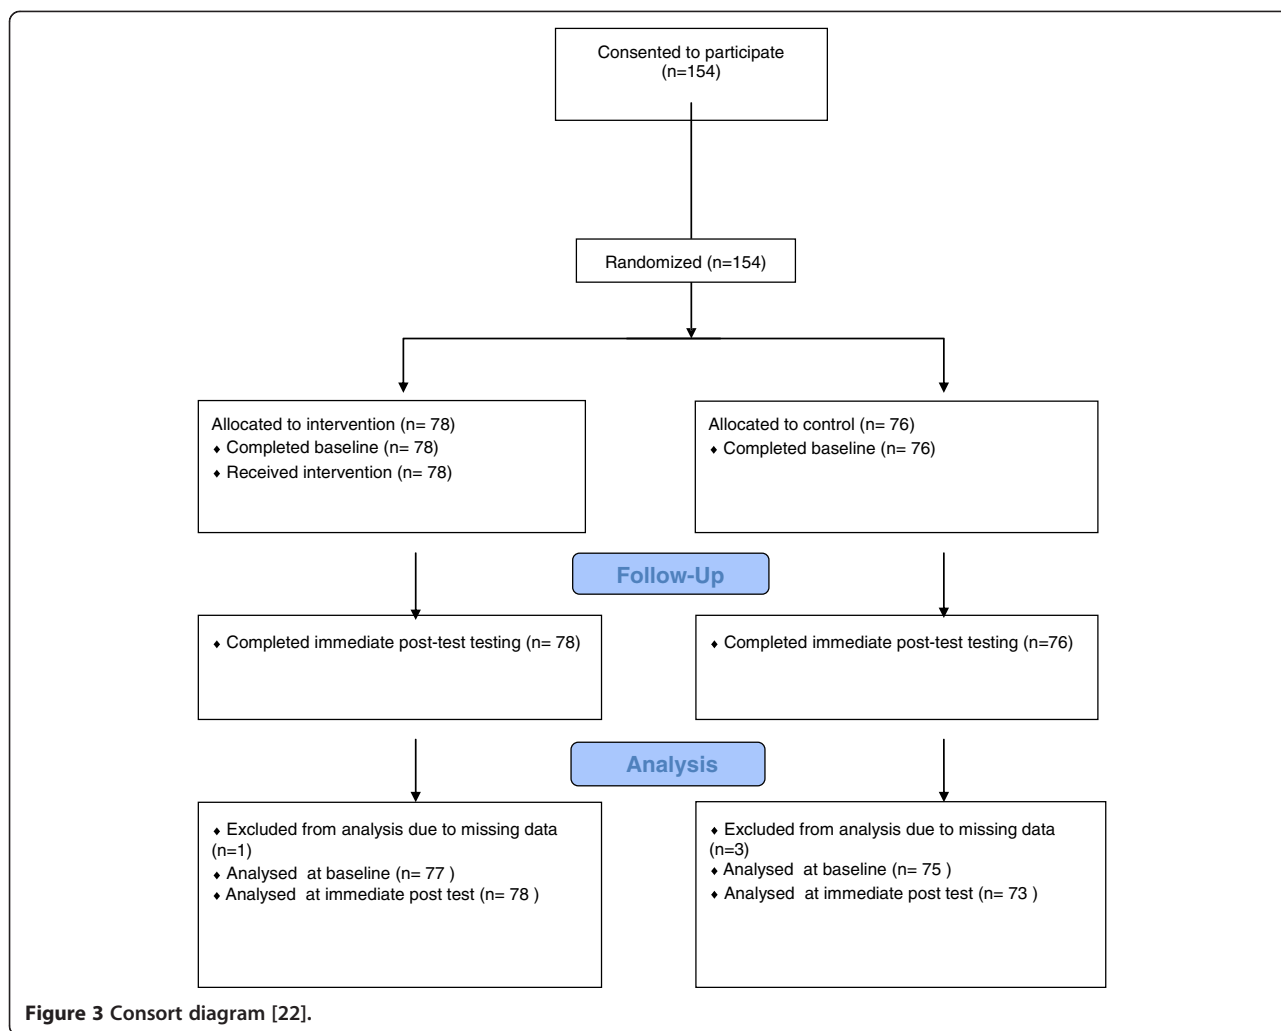 Consented to participate
(n=154)
Randomized (n=154)
Allocated to intervention (n= 78)
♦ Completed baseline (n= 78)
♦ Received intervention (n= 78)
Allocated to control (n= 76)
♦ Completed baseline (n= 76)
Follow-Up
♦ Completed immediate post-test testing (n= 78)
♦ Completed immediate post-test testing (n=76)
Analysis
♦ Excluded from analysis due to missing data
(n=1)
♦ Analysed at baseline (n= 77 )
♦ Analysed at immediate post test (n= 78 )
♦ Excluded from analysis due to missing data
(n=3)
♦ Analysed at baseline (n= 75 )
♦ Analysed at immediate post test (n= 73 )
Figure 3 Consort diagram [22].